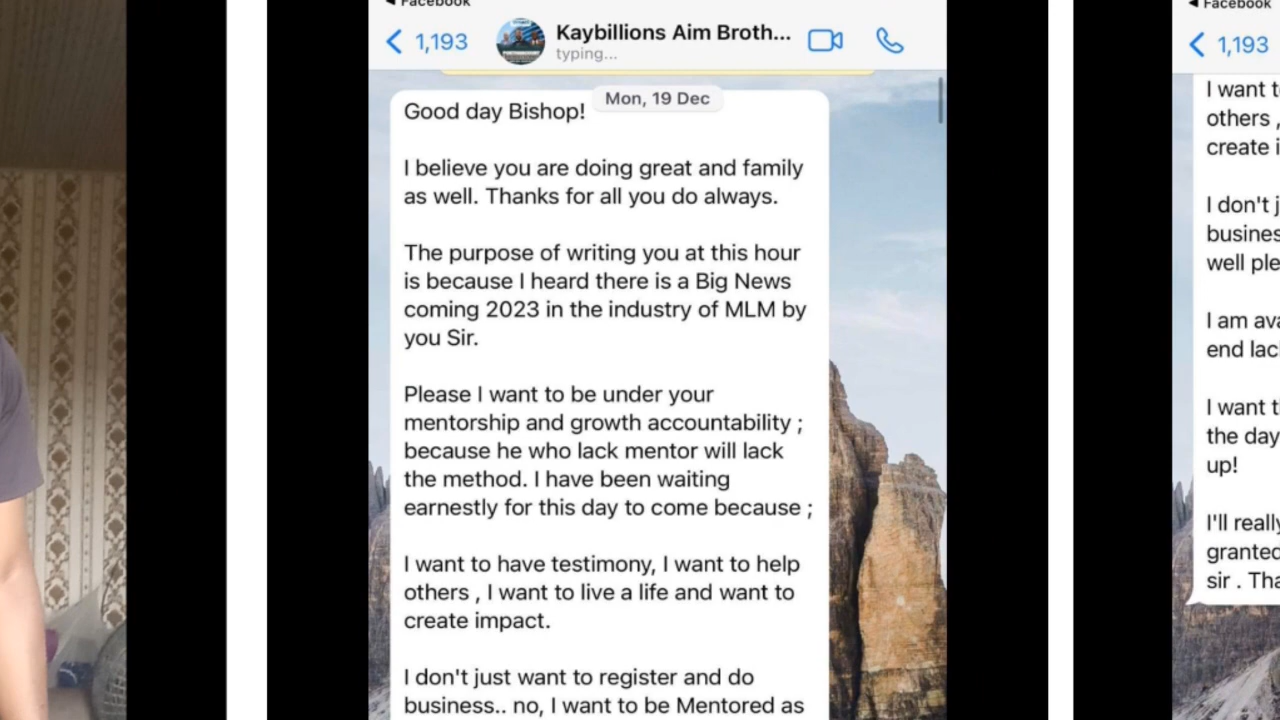 Facebook
1,193
Kaybillions Aim Broth...
typing...
Mon, 19 Dec
Good day Bishop!
I believe you are doing great and family
as well. Thanks for all you do always.
The purpose of writing you at this hour
is because I heard there is a Big News
coming 2023 in the industry of MLM by
you Sir.
Please I want to be under your
mentorship and growth accountability ;
because he who lack mentor will lack
the method. I have been waiting
earnestly for this day to come because ;
I want to have testimony, I want to help
others , I want to live a life and want to
create impact.
I don't just want to register and do
business.. no, I want to be Mentored as
Facebook
1,193
I want
others ,
create
I don't
well
I am
end
I want
the day
up!
I'll
granted
sir .